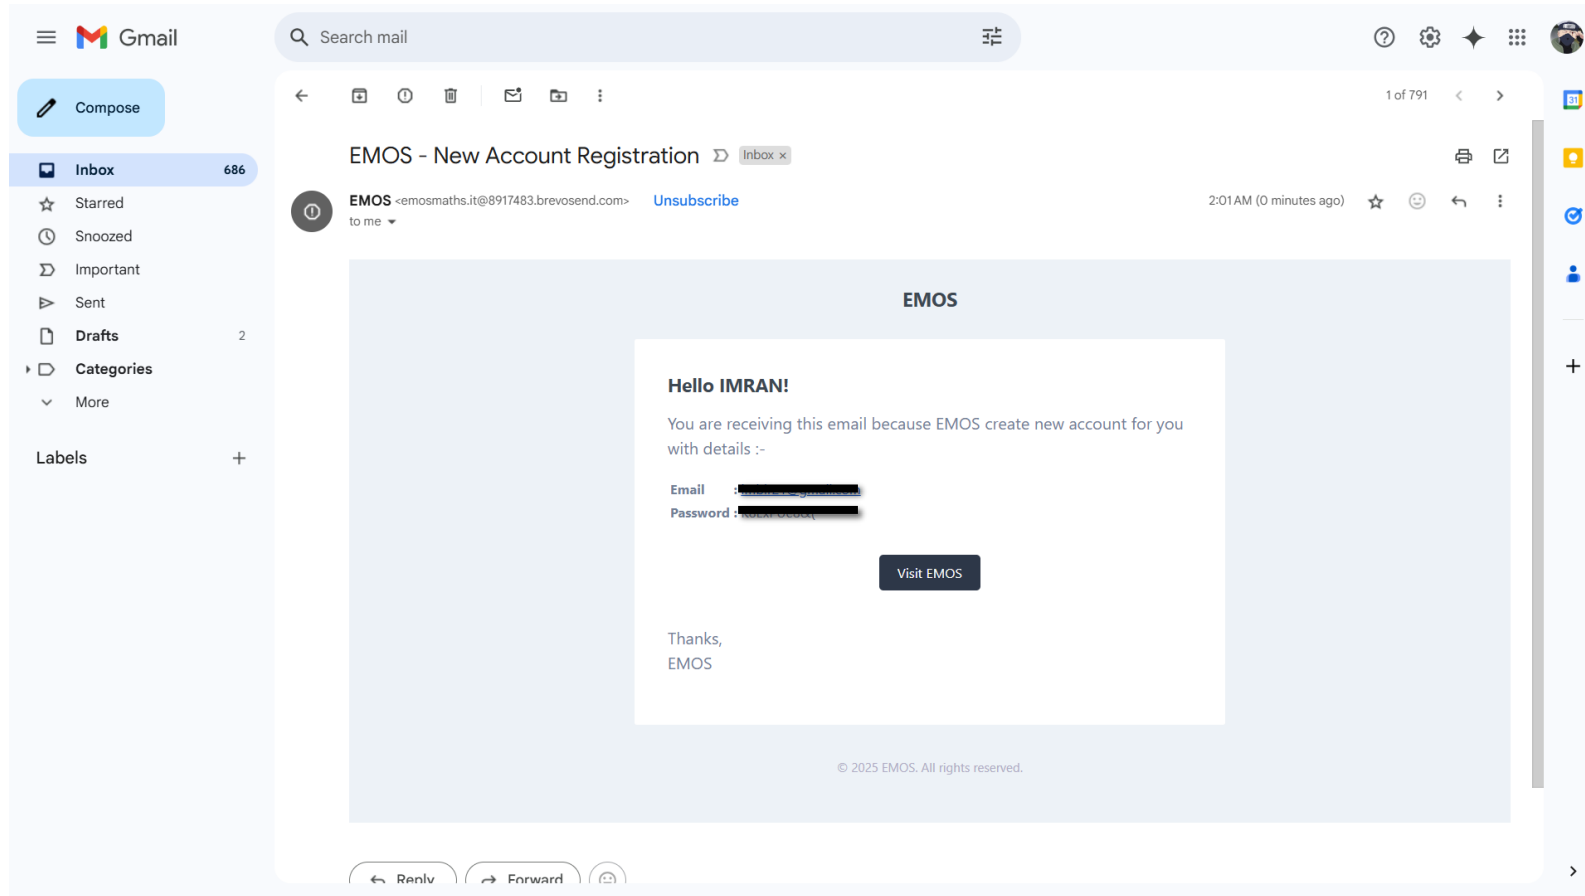 Gmail
Search mail
Compose
1 of 791
Inbox 686
Starred
Snoozed
Important
Sent
Drafts 2
Categories
More
Labels
EMOS - New Account Registration
Inbox ×
EMOS <emosmaths.it@8917483.brevosend.com> Unsubscribe
2:01 AM (0 minutes ago)
to me
31
EMOS
Hello IMRAN!
You are receiving this email because EMOS create new account for you
with details :-
Email :
Password :
Visit EMOS
Thanks,
EMOS
© 2025 EMOS. All rights reserved.
Reply
Forward